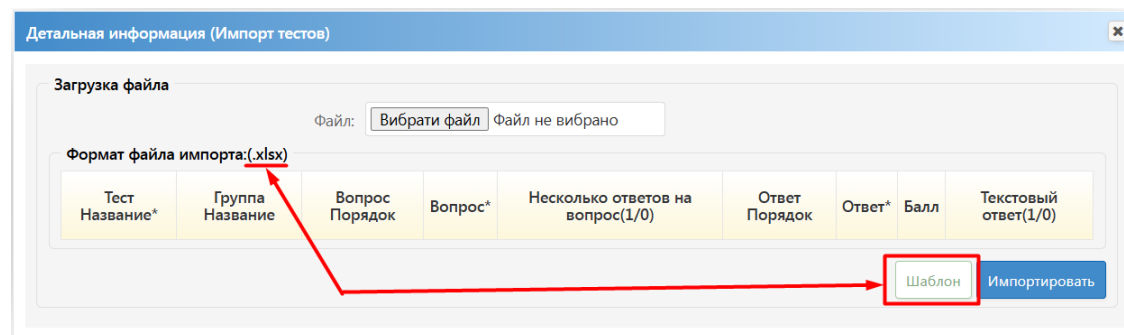 Детальная информация (Импорт тестов)
Загрузка файла
Файл: Вибрати файл Файл не вибрано
Формат файла импорта:(.xlsx)
Тест Название* Группа Название Вопрос Порядок Вопрос* Несколько ответов на вопрос(1/0) Ответ Порядок Ответ* Балл Текстовый ответ(1/0)
Шаблон Импортировать